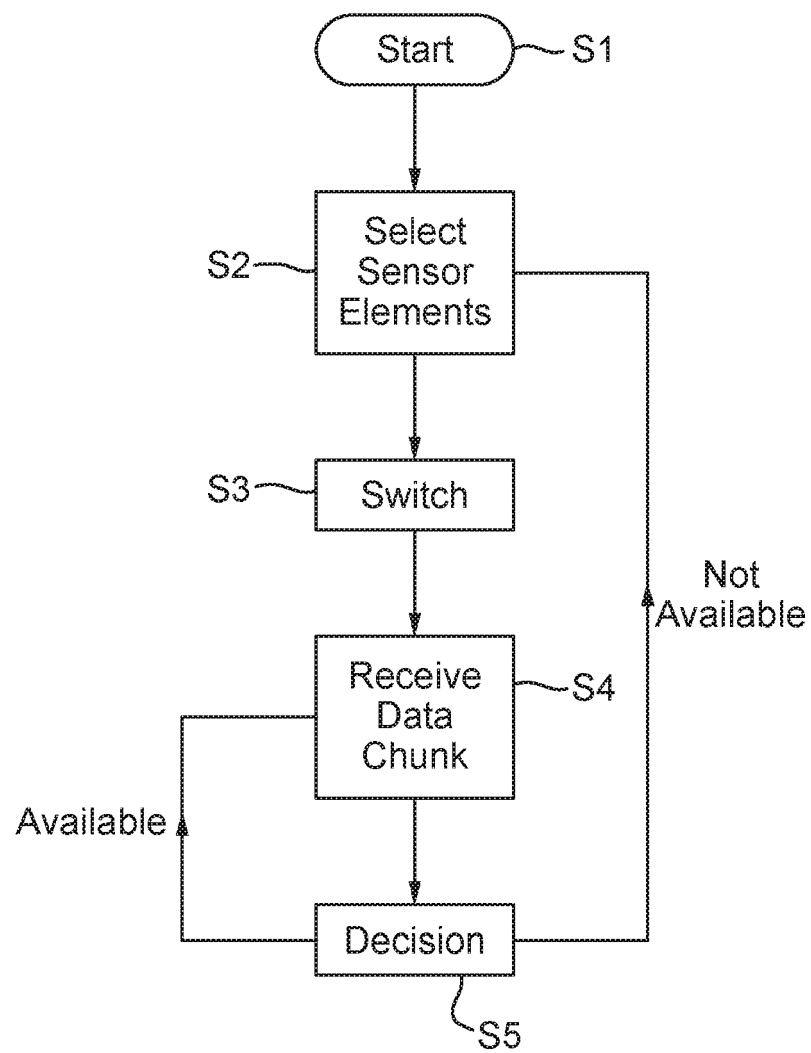 Start
S1
Select
Sensor
Elements
S2
S3
Switch
Not
Available
Receive
Data
Chunk
S4
Available
Decision
S5